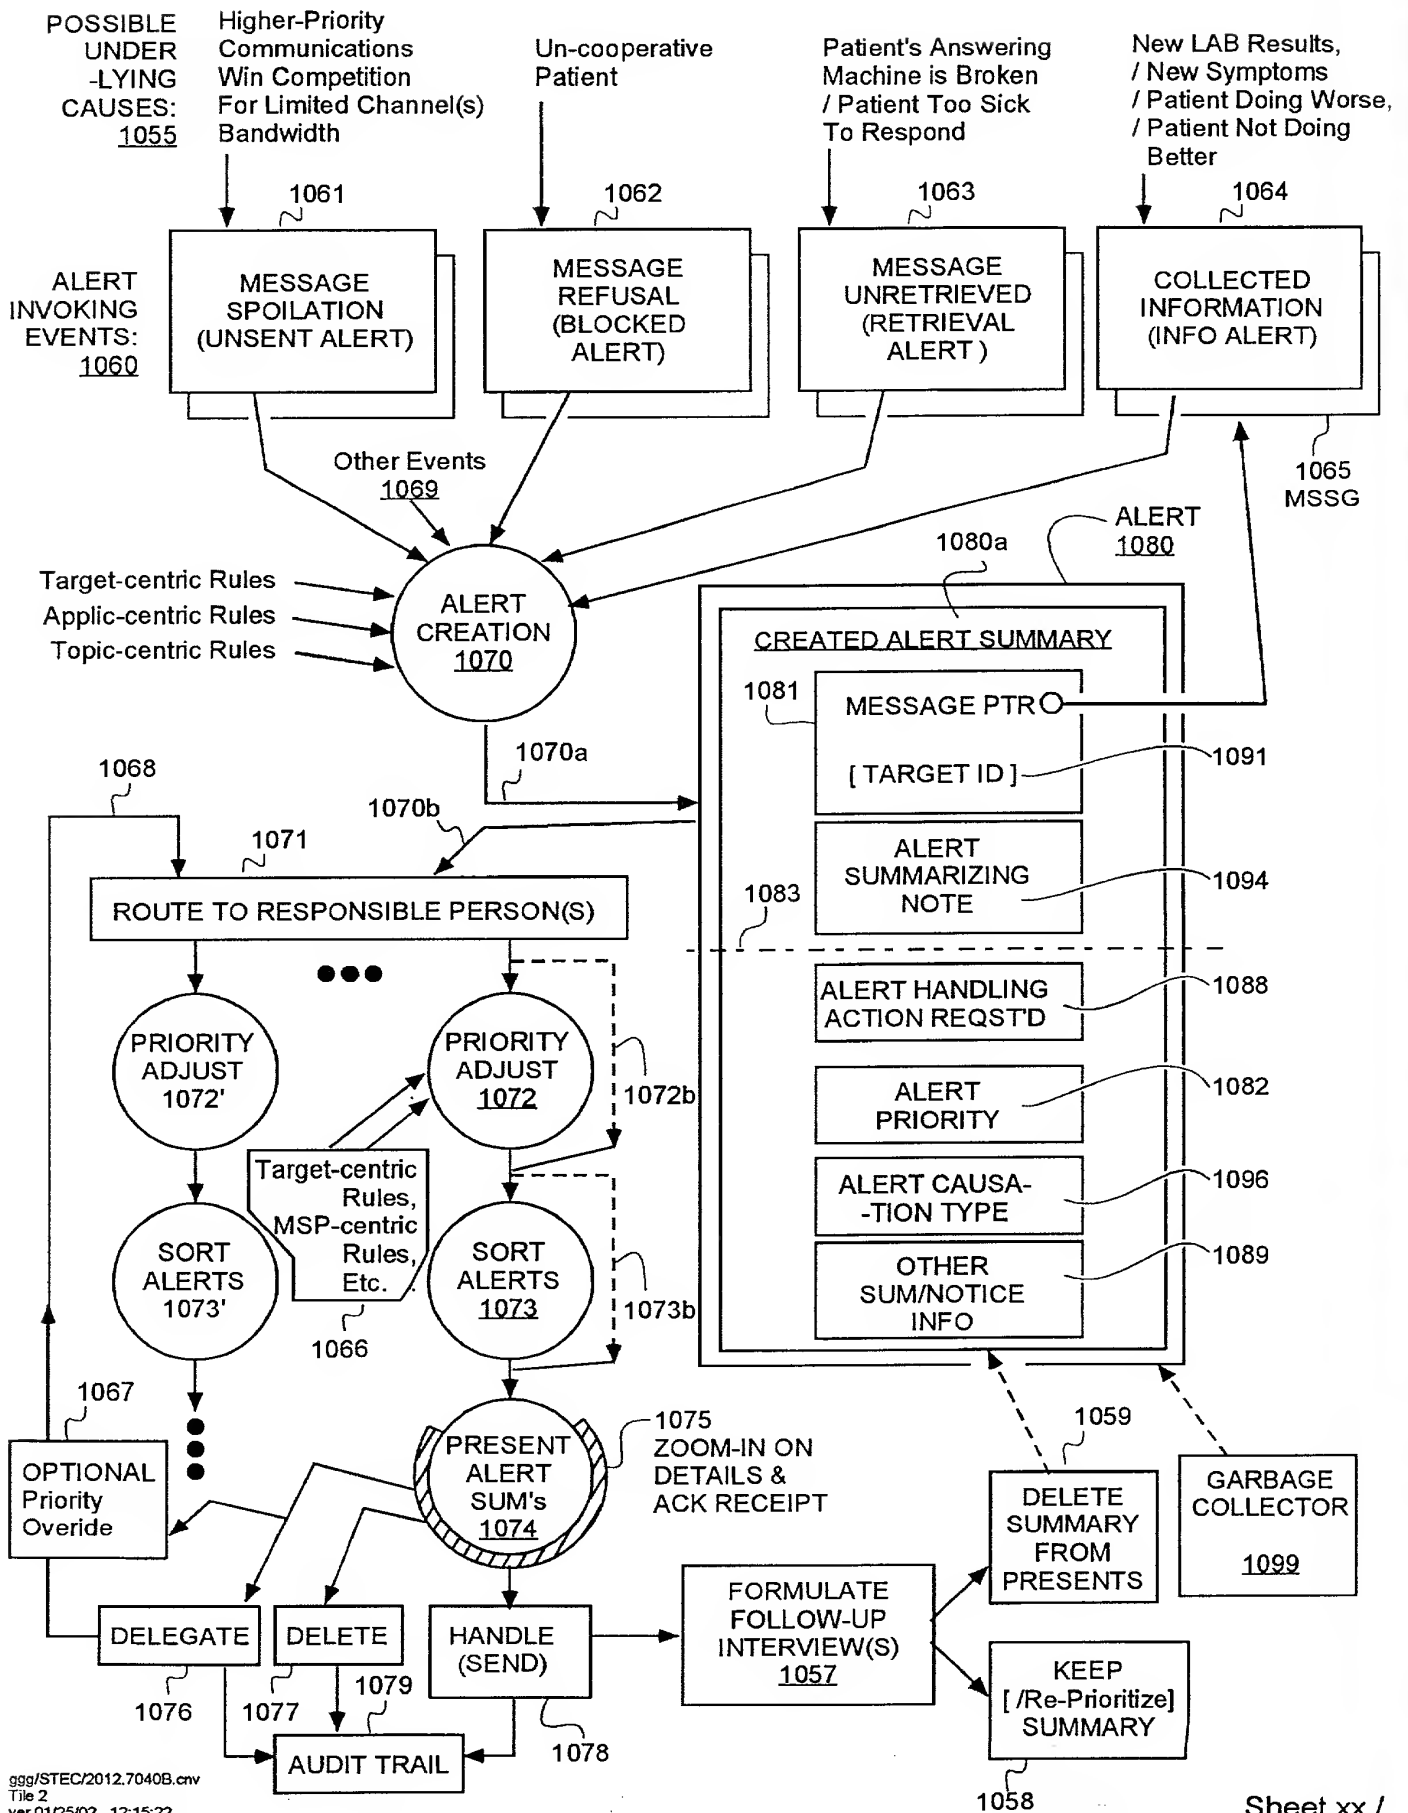 POSSIBLE
UNDER
-LYING
CAUSES:
1055
Higher-Priority
Communications
Win Competition
For Limited Channel(s)
Bandwidth
Un-cooperative
Patient
Patient's Answering
Machine is Broken
/ Patient Too Sick
To Respond
New LAB Results,
/ New Symptoms
/ Patient Doing Worse,
/ Patient Not Doing
Better
1061
1062
1063
1064
ALERT
INVOKING
EVENTS:
1060
MESSAGE
SPOILATION
(UNSENT ALERT)
MESSAGE
REFUSAL
(BLOCKED
ALERT)
MESSAGE
UNRETRIEVED
(RETRIEVAL
ALERT )
COLLECTED
INFORMATION
(INFO ALERT)
1065
MSSG
Other Events
1069
Target-centric Rules
Applic-centric Rules
Topic-centric Rules
ALERT
CREATION
1070
1080a
ALERT
1080
CREATED ALERT SUMMARY
1081
MESSAGE PTR
[ TARGET ID ]
1091
ALERT
SUMMARIZING
NOTE
1094
1083
ALERT HANDLING
ACTION REQST'D
1088
ALERT
PRIORITY
1082
ALERT CAUSA-
-TION TYPE
1096
OTHER
SUM/NOTICE
INFO
1089
1070a
1070b
1068
1071
ROUTE TO RESPONSIBLE PERSON(S)
PRIORITY
ADJUST
1072'
PRIORITY
ADJUST
1072
1072b
Target-centric
Rules,
MSP-centric
Rules,
Etc.
1066
SORT
ALERTS
1073'
SORT
ALERTS
1073
1073b
1067
OPTIONAL
Priority
Overide
PRESENT
ALERT
SUM's
1074
1075
ZOOM-IN ON
DETAILS &
ACK RECEIPT
1059
DELETE
SUMMARY
FROM
PRESENTS
GARBAGE
COLLECTOR
1099
DELEGATE
1076
DELETE
1077
HANDLE
(SEND)
1078
FORMULATE
FOLLOW-UP
INTERVIEW(S)
1057
KEEP
[ /Re-Prioritize]
SUMMARY
1058
1079
AUDIT TRAIL
ggg/STEC/2012.7040B.cnv
Tile 2
ver 01/25/02 12:15:22
Sheet xx /